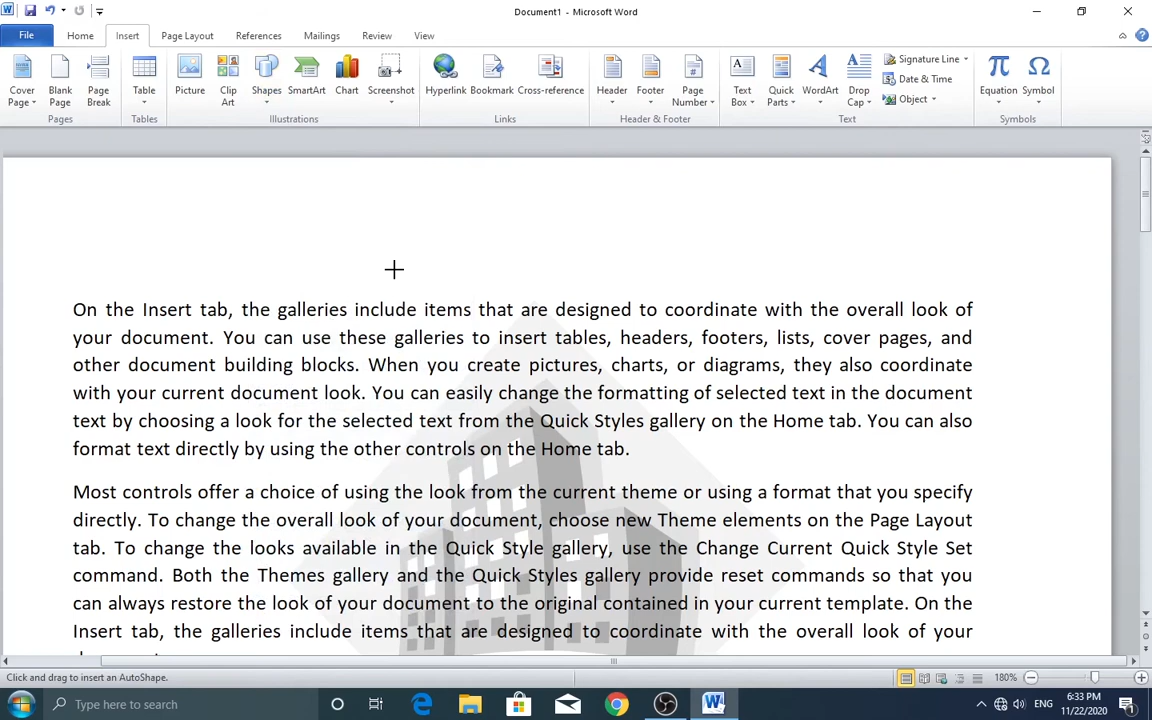 Document1 - Microsoft Word
File Home Insert Page Layout References Mailings Review View
Cover Page Blank Page Page Break Table Picture Clip Art Shapes SmartArt Chart Screenshot Hyperlink Bookmark Cross-reference Header Footer Page Number Text Box Quick Parts WordArt Drop Cap Signature Line Date & Time Object Equation Symbol
Pages Tables Illustrations Links Header & Footer Text Symbols
On the Insert tab, the galleries include items that are designed to coordinate with the overall look of
your document. You can use these galleries to insert tables, headers, footers, lists, cover pages, and
other document building blocks. When you create pictures, charts, or diagrams, they also coordinate
with your current document look. You can easily change the formatting of selected text in the document
text by choosing a look for the selected text from the Quick Styles gallery on the Home tab. You can also
format text directly by using the other controls on the Home tab.
Most controls offer a choice of using the look from the current theme or using a format that you specify
directly. To change the overall look of your document, choose new Theme elements on the Page Layout
tab. To change the looks available in the Quick Style gallery, use the Change Current Quick Style Set
command. Both the Themes gallery and the Quick Styles gallery provide reset commands so that you
can always restore the look of your document to the original contained in your current template. On the
Insert tab, the galleries include items that are designed to coordinate with the overall look of your
Click and drag to insert an AutoShape.
180%
Type here to search
ENG
6:33 PM
11/22/2020